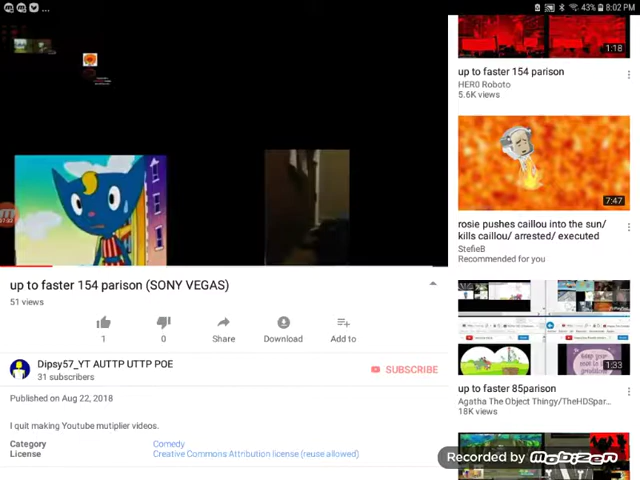 43% 8:02 PM
1:18
up to faster 154 parison
HER0 Roboto
5.6K views
7:47
rosie pushes caillou into the sun/
kills caillou/ arrested/ executed
StefieB
Recommended for you
up to faster 154 parison (SONY VEGAS)
51 views
1
0
Share
Download
Add to
1:33
up to faster 85parison
Agatha The Object Thingy/TheHDSpar...
18K views
Dipsy57_YT AUTTP UTTP POE
31 subscribers
SUBSCRIBE
Published on Aug 22, 2018
I quit making Youtube mutiplier videos.
Category Comedy
License Creative Commons Attribution license (reuse allowed)
Recorded by MOBIZEN